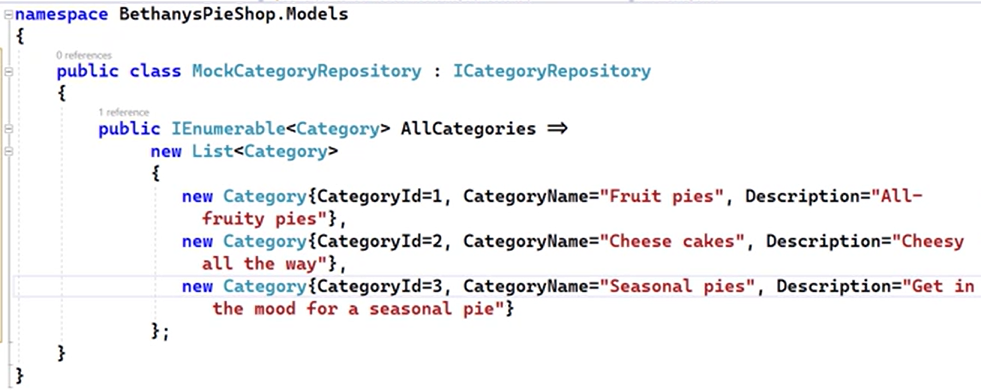 namespace BethanysPieShop.Models
{
0 references
public class MockCategoryRepository : ICategoryRepository
{
1 reference
public IEnumerable<Category> AllCategories =>
new List<Category>
{
new Category{CategoryId=1, CategoryName="Fruit pies", Description="All-
fruity pies"},
new Category{CategoryId=2, CategoryName="Cheese cakes", Description="Cheesy
all the way"},
new Category{CategoryId=3, CategoryName="Seasonal pies", Description="Get in
the mood for a seasonal pie"}
};
}
}